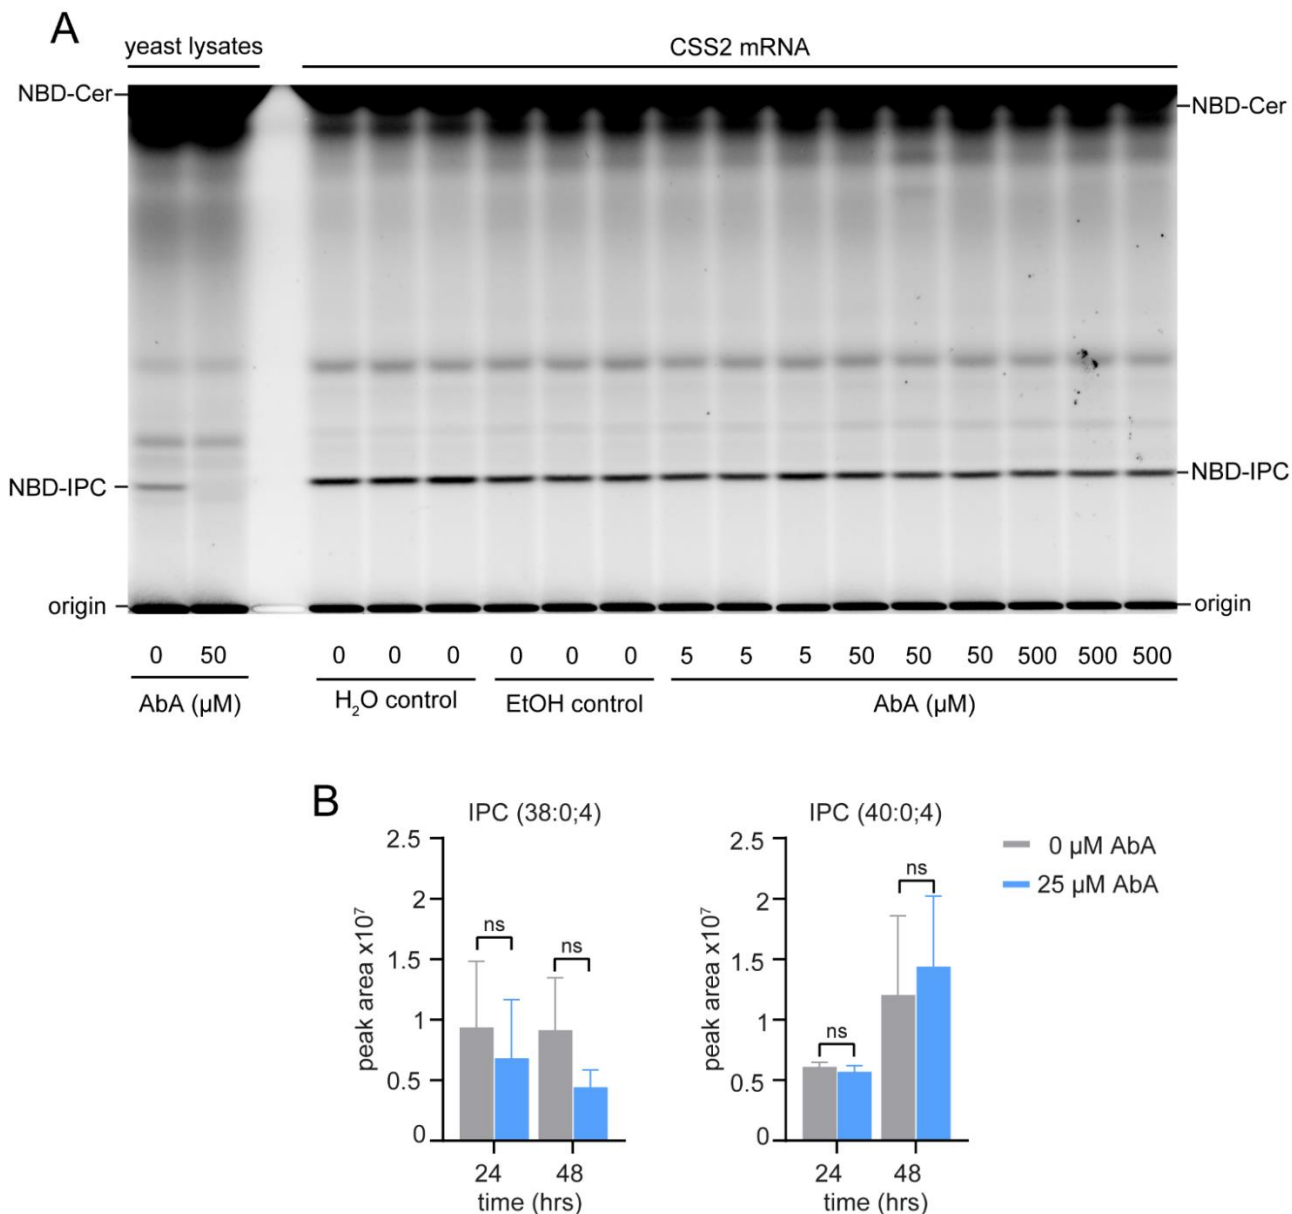 A
yeast lysates
CSS2 mRNA
NBD-Cer
NBD-Cer
NBD-IPC
NBD-IPC
origin
origin
0 50 0 0 0 0 0 0 5 5 5 50 50 50 500 500 500
AbA (µM)
H2O control
EtOH control
AbA (µM)
B
IPC (38:0;4)
2.5
2
1.5
1
0.5
0
peak area x10⁷
ns
ns
24
48
time (hrs)
IPC (40:0;4)
2.5
2
1.5
1
0.5
0
peak area x10⁷
ns
ns
24
48
time (hrs)
0 µM AbA
25 µM AbA